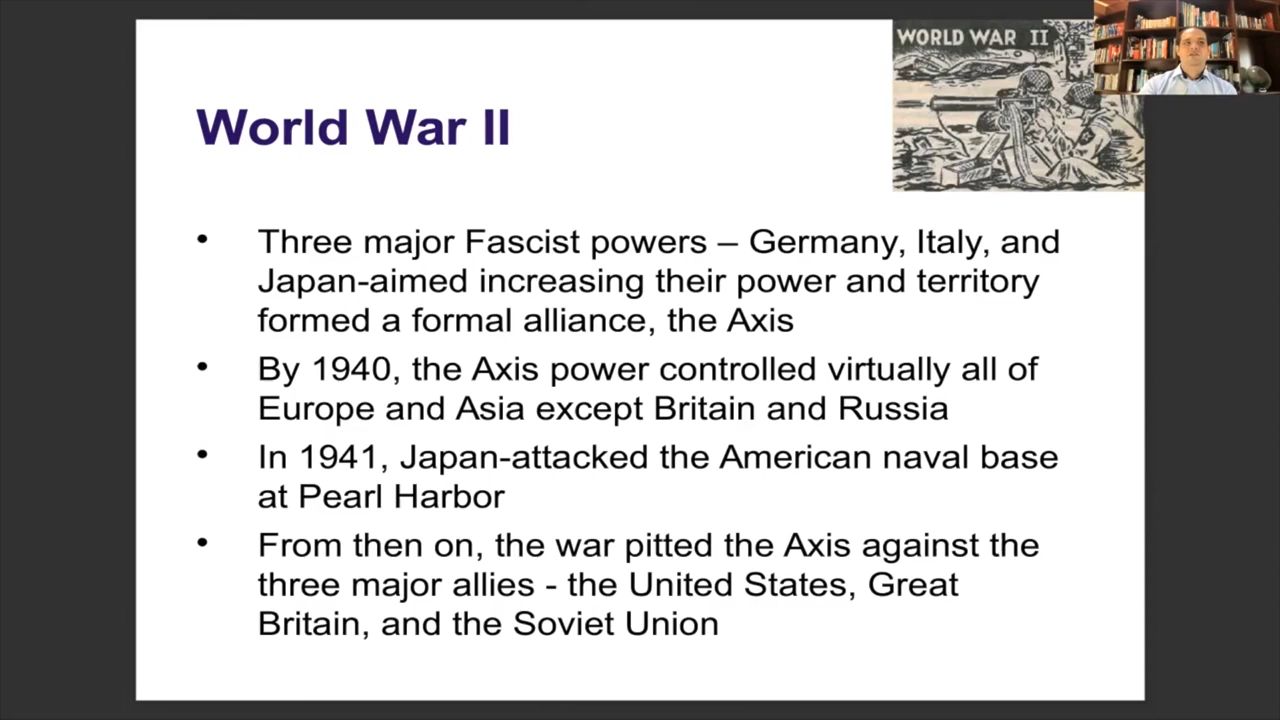 WORLD WAR II
World War II
• Three major Fascist powers – Germany, Italy, and
Japan-aimed increasing their power and territory
formed a formal alliance, the Axis
• By 1940, the Axis power controlled virtually all of
Europe and Asia except Britain and Russia
• In 1941, Japan-attacked the American naval base
at Pearl Harbor
• From then on, the war pitted the Axis against the
three major allies - the United States, Great
Britain, and the Soviet Union